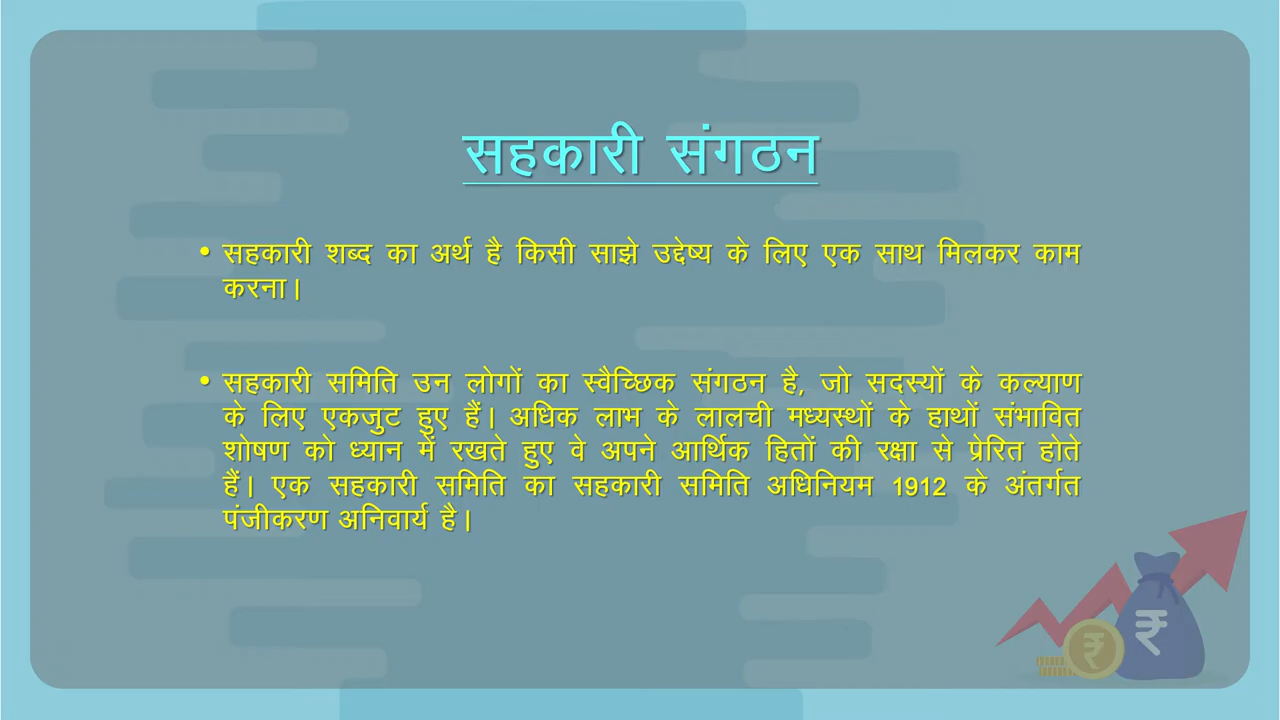 सहकारी संगठन
• सहकारी शब्द का अर्थ है किसी साझे उद्देष्य के लिए एक साथ मिलकर काम
करना।
• सहकारी समिति उन लोगों का स्वैच्छिक संगठन है, जो सदस्यों के कल्याण
के लिए एकजुट हुए हैं। अधिक लाभ के लालची मध्यस्थों के हाथों संभावित
शोषण को ध्यान में रखते हुए वे अपने आर्थिक हितों की रक्षा से प्रेरित होते
हैं। एक सहकारी समिति का सहकारी समिति अधिनियम 1912 के अंतर्गत
पंजीकरण अनिवार्य है।
₹
₹